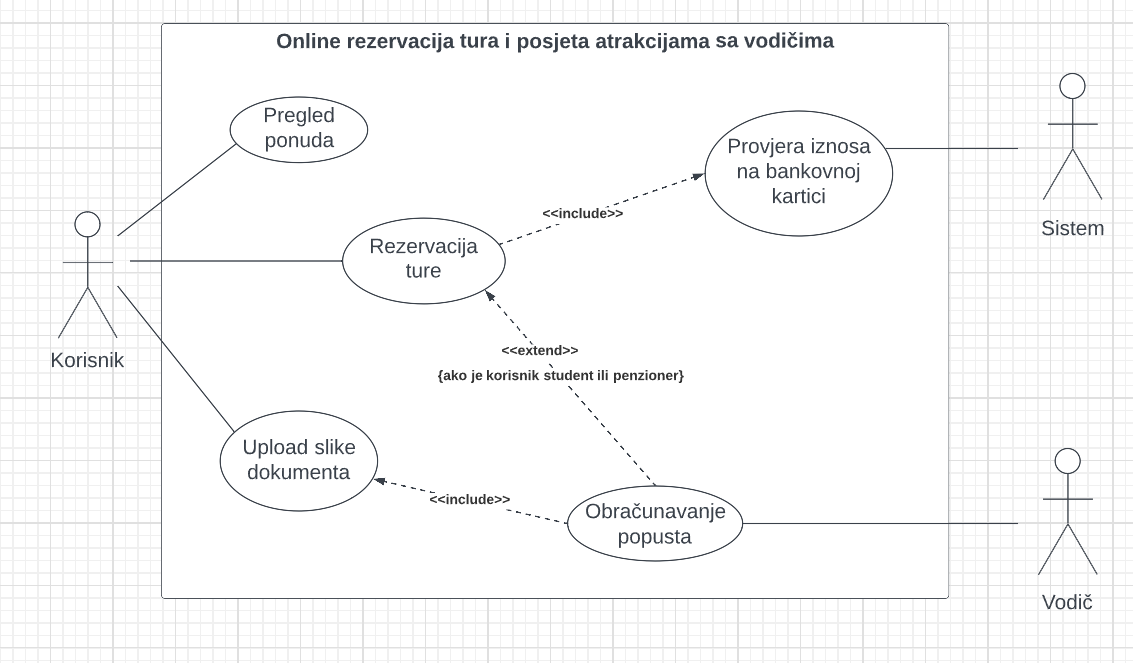 Online rezervacija tura i posjeta atrakcijama sa vodičima
Pregled
ponuda
Provjera iznosa
na bankovnoj
kartici
<<include>>
Sistem
Rezervacija
ture
Korisnik
<<extend>>
{ako je korisnik student ili penzioner}
Upload slike
dokumenta
<<include>>
Obračunavanje
popusta
Vodič